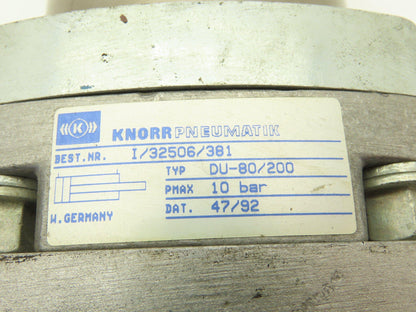 ((K))
KNORR PNEUMATIK
BEST.NR. I/32506/381
TYP DU-80/200
PMAX 10 bar
W.GERMANY DAT. 47/92